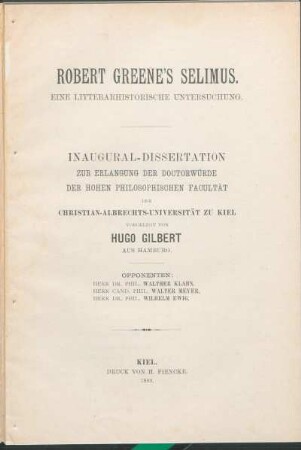 ROBERT GREENE'S SELIMUS.
EINE LITTERARHISTORISCHE UNTERSUCHUNG.
INAUGURAL-DISSERTATION
ZUR ERLANGUNG DER DOCTORWÜRDE
DER HOHEN PHILOSOPHISCHEN FACULTÄT
DER
CHRISTIAN-ALBRECHTS-UNIVERSITÄT ZU KIEL
VORGELEGT VON
HUGO GILBERT
AUS HAMBURG.
OPPONENTEN:
HERR DR. PHIL. WALTHER KLAHN.
HERR CAND. PHIL. WALTER MEYER.
HERR DR. PHIL. WILHELM EWIG.
KIEL.
DRUCK VON H. FIENCKE.